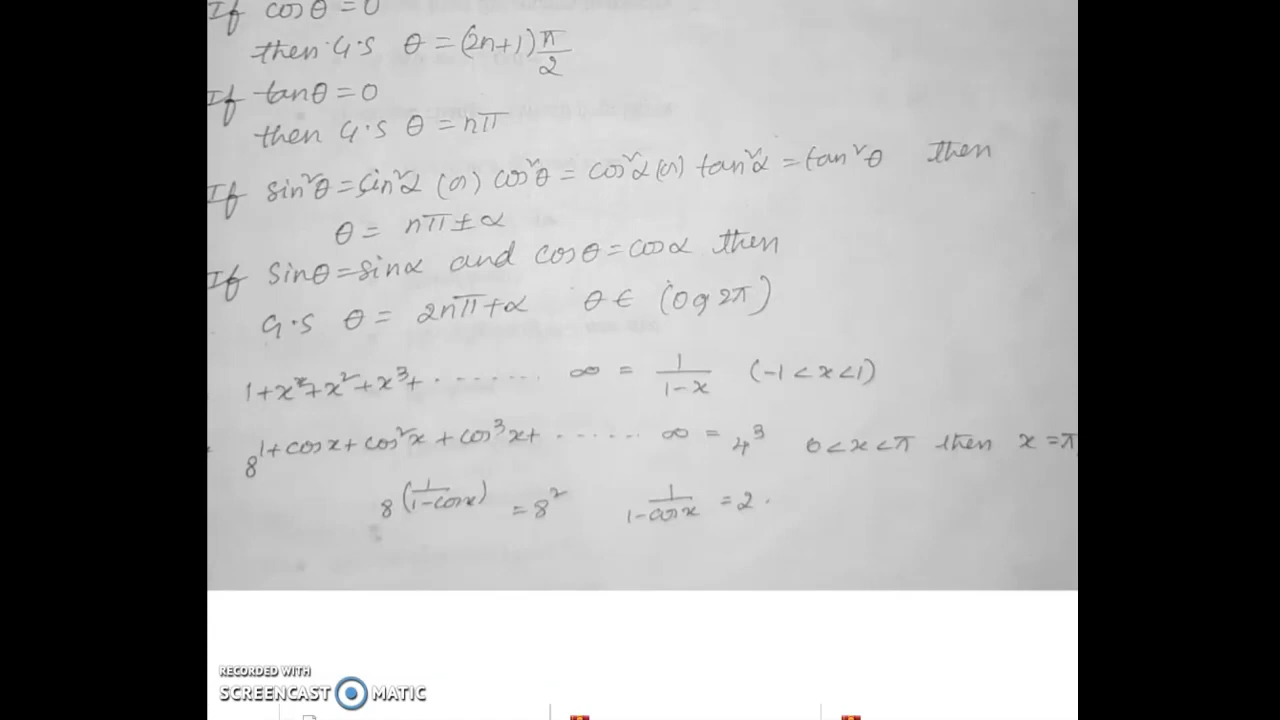 If cosθ = 0
then G.S θ = (2n+1) π/2
If tanθ = 0
then G.S θ = nπ
If sin²θ = sin²α (or) cos²θ = cos²α (or) tan²α = tan²θ then
θ = nπ ± α
If Sinθ = sinα and cosθ = cosα then
G.S θ = 2nπ + α θ ∈ (0, 2π)
1 + x + x² + x³ + ........ ∞ = 1/(1-x) (-1 < x < 1)
8^(1 + cosx + cos²x + cos³x + ...... ∞) = 4³ 0 < x < π then x = π
8^(1/(1-cosx)) = 8² 1/(1-cosx) = 2.
RECORDED WITH
SCREENCAST MATIC